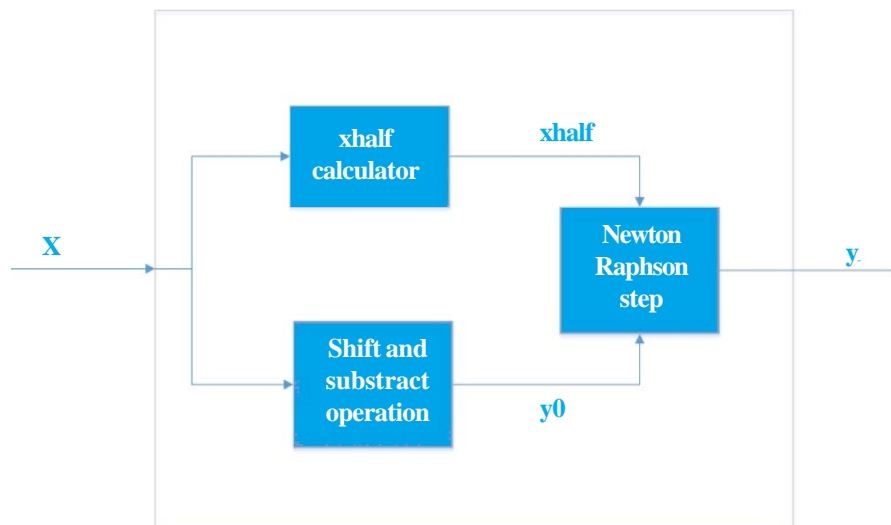 xhalf
calculator
xhalf
X
Newton
Raphson
step
y
Shift and
substract
operation
y0